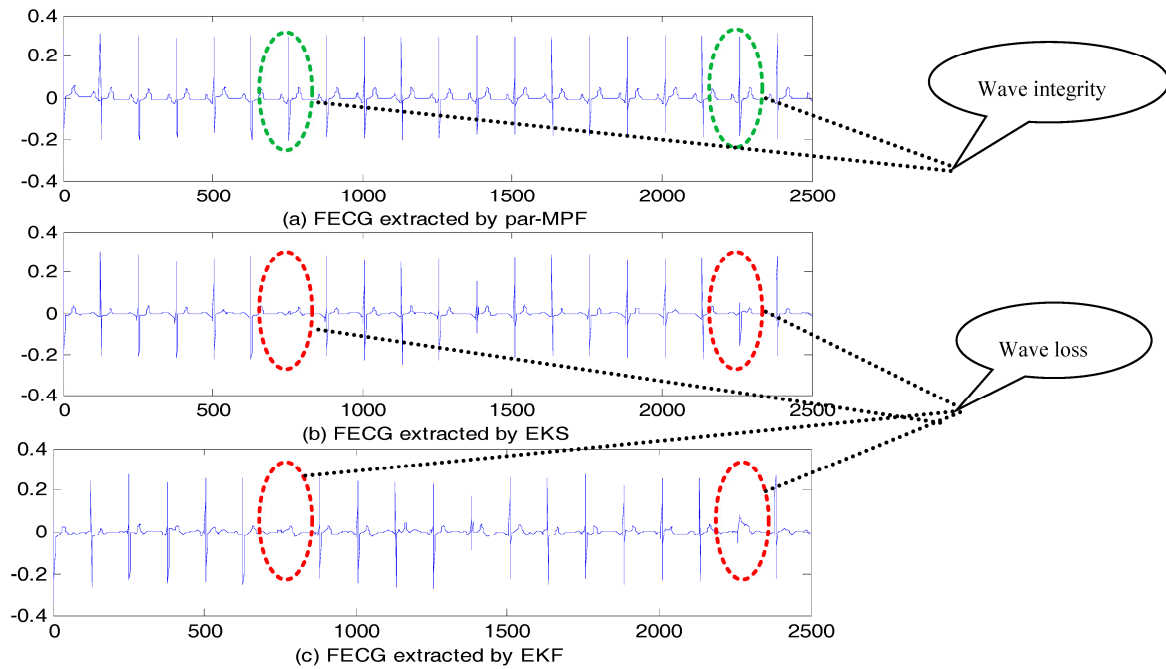 0.4
0.2
0
-0.2
-0.4
0 500 1000 1500 2000 2500
(a) FECG extracted by par-MPF
Wave integrity
0.4
0.2
0
-0.2
-0.4
0 500 1000 1500 2000 2500
(b) FECG extracted by EKS
Wave loss
0.4
0.2
0
-0.2
-0.4
0 500 1000 1500 2000 2500
(c) FECG extracted by EKF